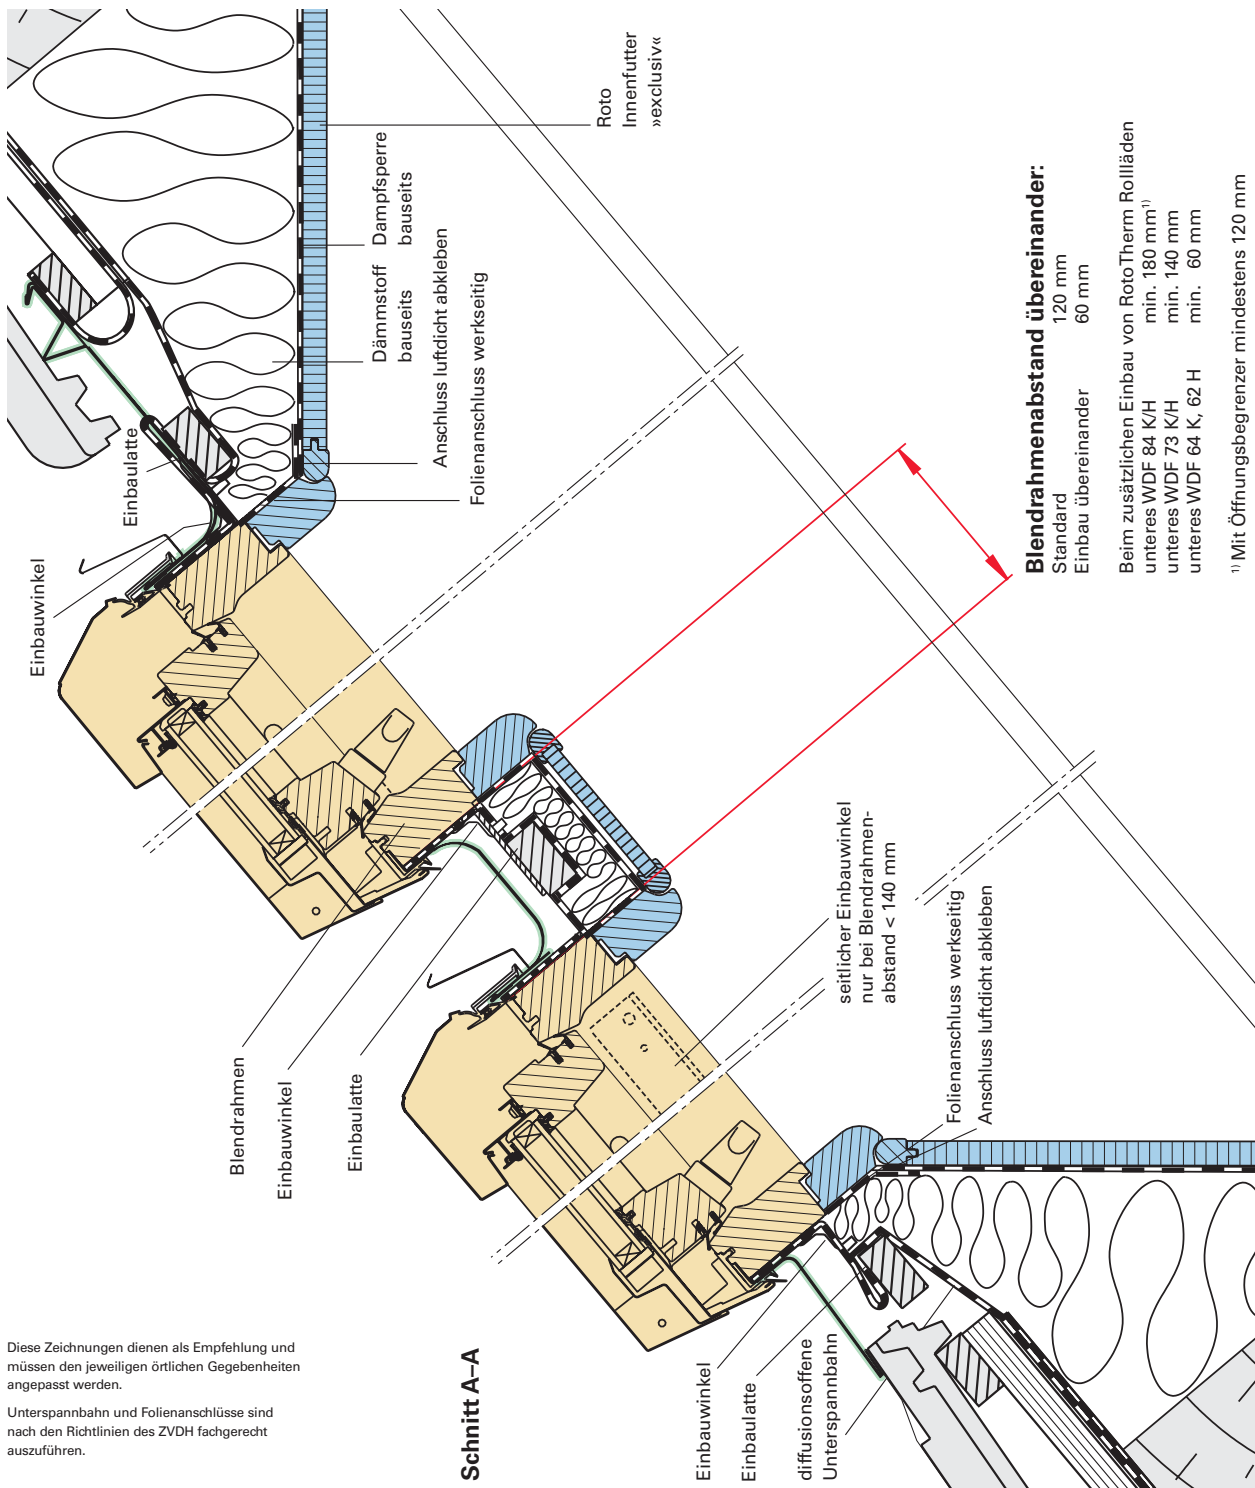 Roto
Innenfutter
»exclusiv«
Dampfsperre
bauseits
Dämmstoff
bauseits
Anschluss luftdicht abkleben
Folienanschluss werkseitig
Einbaulatte
Einbauwinkel
Blendrahmenabstand übereinander:
Standard 120 mm
Einbau übereinander 60 mm
Beim zusätzlichen Einbau von RotoTherm Rollläden
unteres WDF 84 K/H min. 180 mm¹⁾
unteres WDF 73 K/H min. 140 mm
unteres WDF 64 K, 62 H min. 60 mm
¹⁾ Mit Öffnungsbegrenzer mindestens 120 mm
Blendrahmen
Einbauwinkel
Einbaulatte
seitlicher Einbauwinkel
nur bei Blendrahmen-
abstand < 140 mm
Folienanschluss werkseitig
Anschluss luftdicht abkleben
Einbauwinkel
Einbaulatte
diffusionsoffene
Unterspannbahn
Schnitt A–A
Diese Zeichnungen dienen als Empfehlung und
müssen den jeweiligen örtlichen Gegebenheiten
angepasst werden.
Unterspannbahn und Folienanschlüsse sind
nach den Richtlinien des ZVDH fachgerecht
auszuführen.